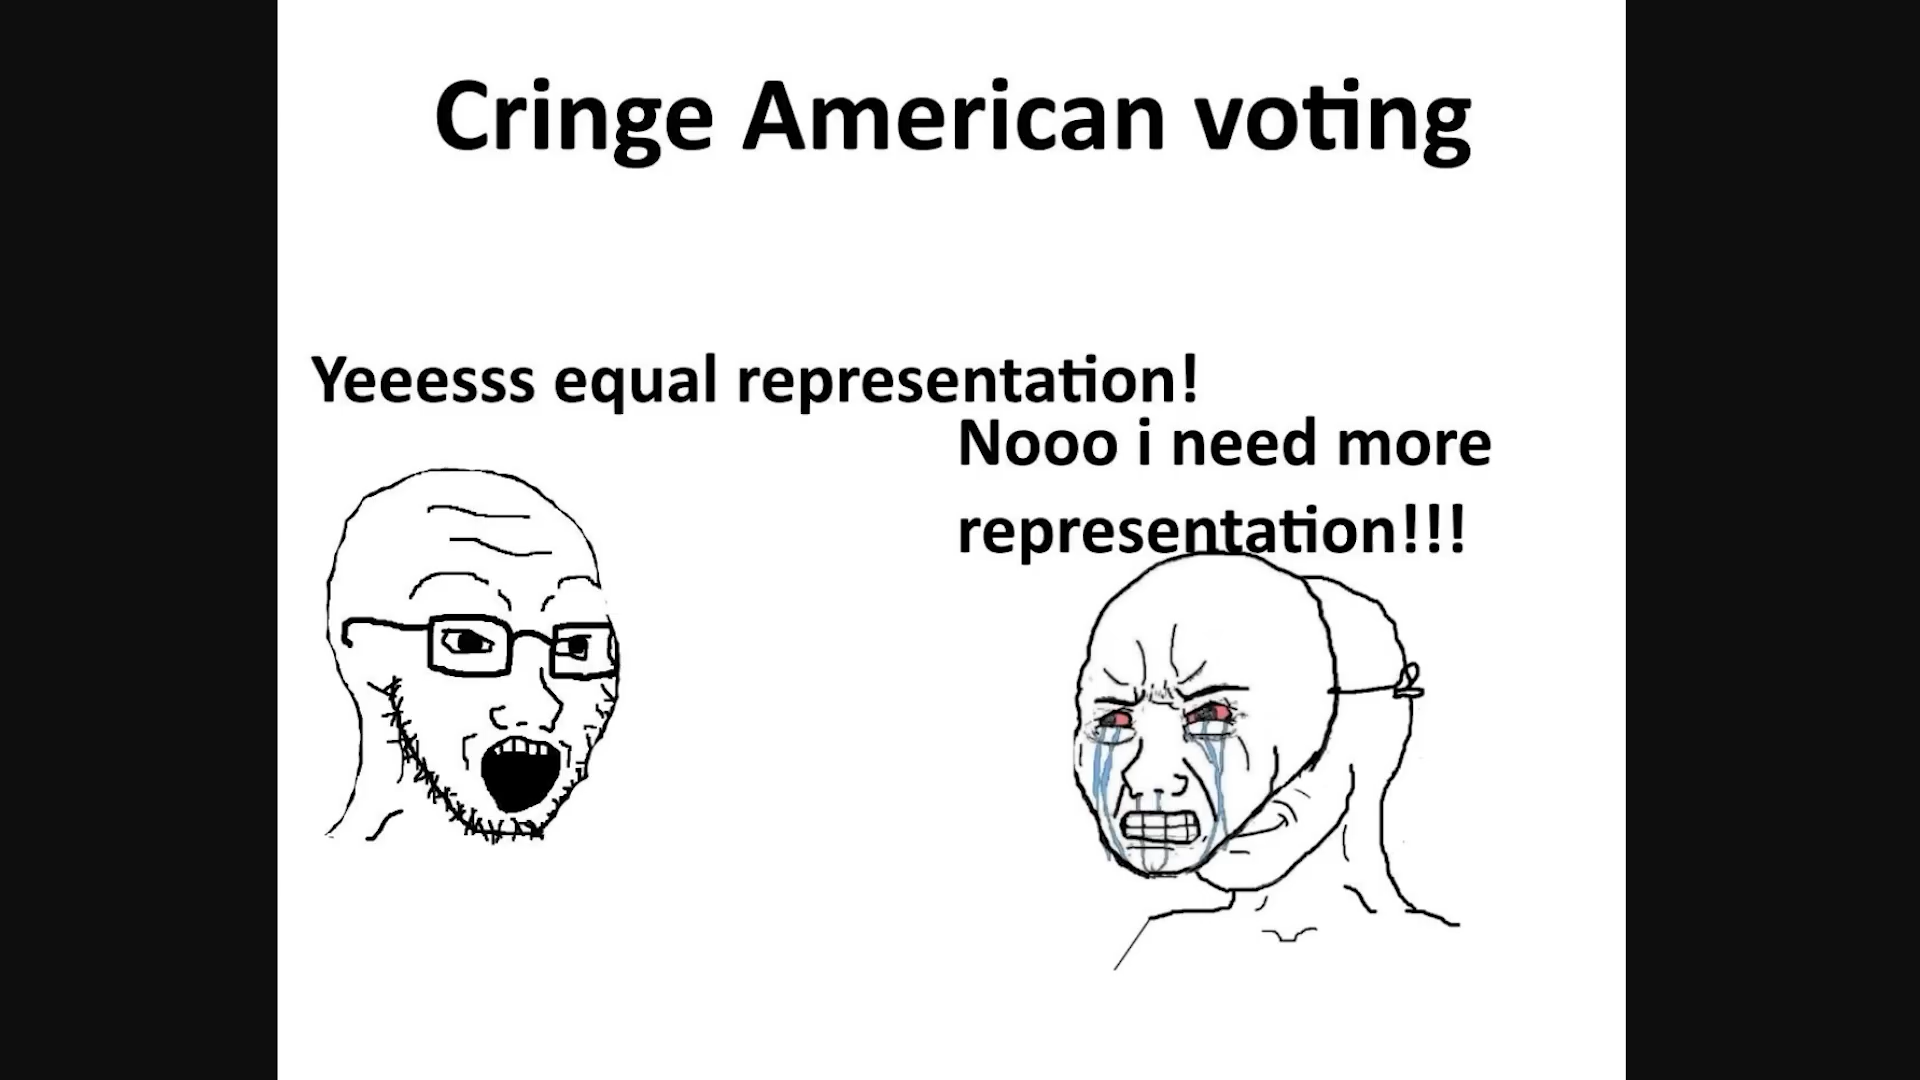 Cringe American voting
Yeeesss equal representation!
Nooo i need more
representation!!!